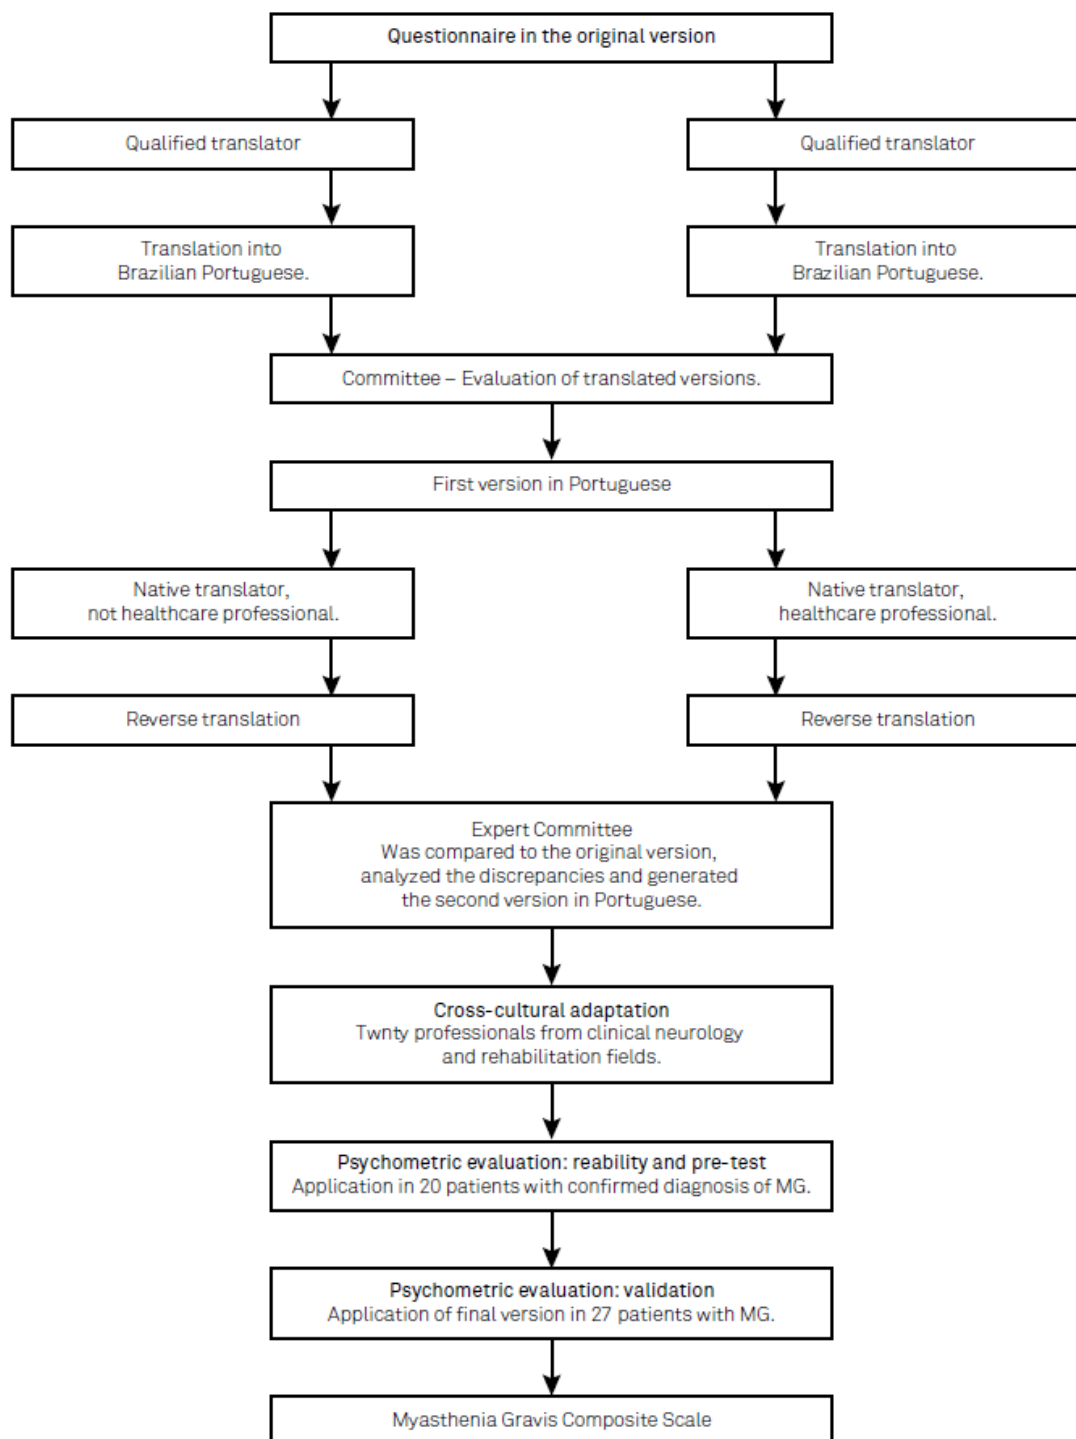 Questionnaire in the original version
Qualified translator
Qualified translator
Translation into
Brazilian Portuguese.
Translation into
Brazilian Portuguese.
Committee – Evaluation of translated versions.
First version in Portuguese
Native translator,
not healthcare professional.
Native translator,
healthcare professional.
Reverse translation
Reverse translation
Expert Committee
Was compared to the original version,
analyzed the discrepancies and generated
the second version in Portuguese.
Cross-cultural adaptation
Twnty professionals from clinical neurology
and rehabilitation fields.
Psychometric evaluation: reability and pre-test
Application in 20 patients with confirmed diagnosis of MG.
Psychometric evaluation: validation
Application of final version in 27 patients with MG.
Myasthenia Gravis Composite Scale